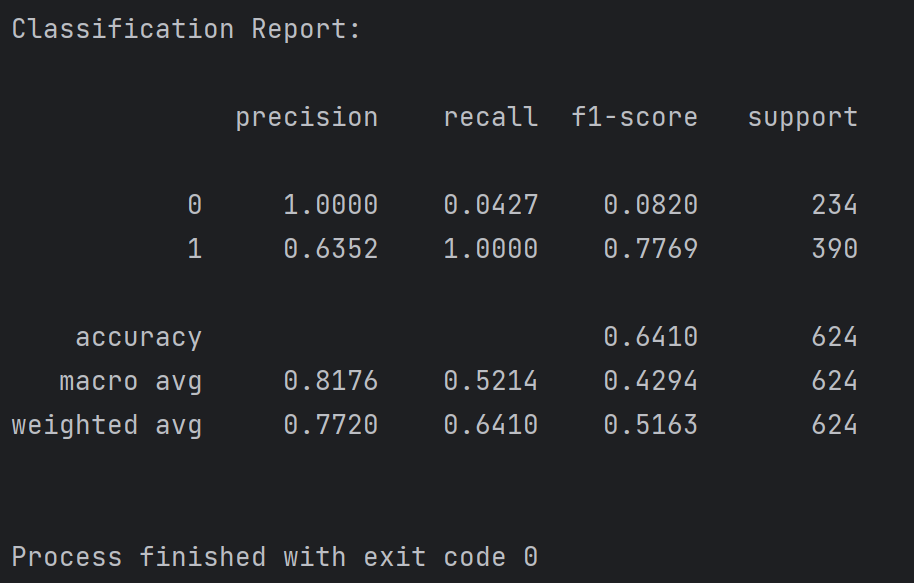 Classification Report:
precision recall f1-score support
0 1.0000 0.0427 0.0820 234
1 0.6352 1.0000 0.7769 390
accuracy 0.6410 624
macro avg 0.8176 0.5214 0.4294 624
weighted avg 0.7720 0.6410 0.5163 624
Process finished with exit code 0